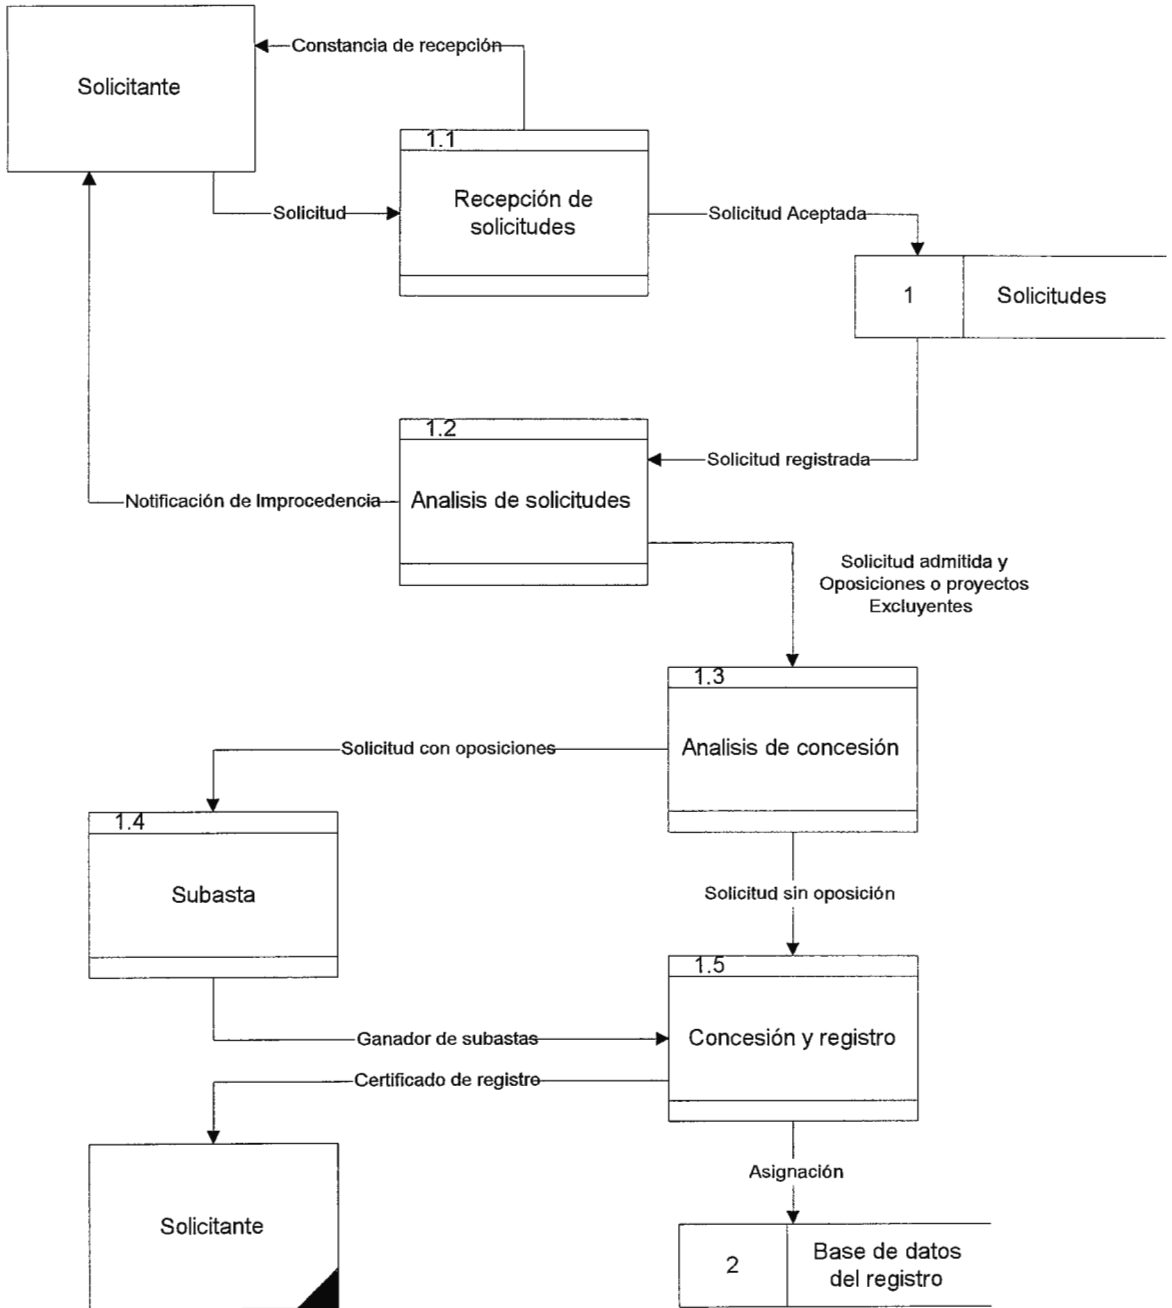 Constancia de recepción
Solicitante
1.1
Recepción de
solicitudes
Solicitud
Solicitud Aceptada
1
Solicitudes
1.2
Analisis de solicitudes
Solicitud registrada
Notificación de Improcedencia
Solicitud admitida y
Oposiciones o proyectos
Excluyentes
1.3
Analisis de concesión
Solicitud con oposiciones
1.4
Subasta
Solicitud sin oposición
1.5
Concesión y registro
Ganador de subastas
Certificado de registro
Asignación
Solicitante
2
Base de datos
del registro